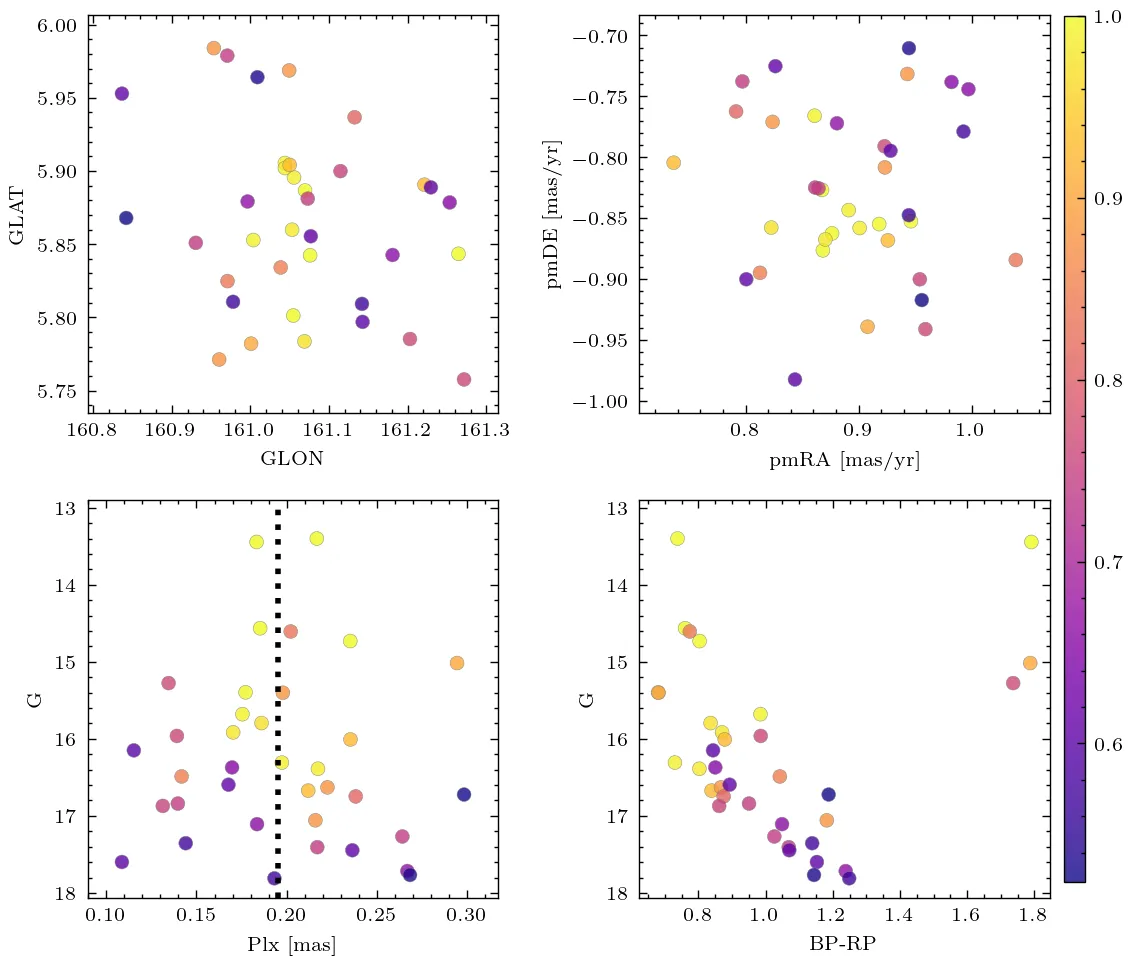 6.00
5.95
5.90
5.85
5.80
5.75
GLAT
160.8 160.9 161.0 161.1 161.2 161.3
GLON
−0.70
−0.75
−0.80
−0.85
−0.90
−0.95
−1.00
pmDE [mas/yr]
0.8 0.9 1.0
pmRA [mas/yr]
1.0
0.9
0.8
0.7
0.6
13
14
15
16
17
18
G
0.10 0.15 0.20 0.25 0.30
Plx [mas]
13
14
15
16
17
18
G
0.8 1.0 1.2 1.4 1.6 1.8
BP-RP